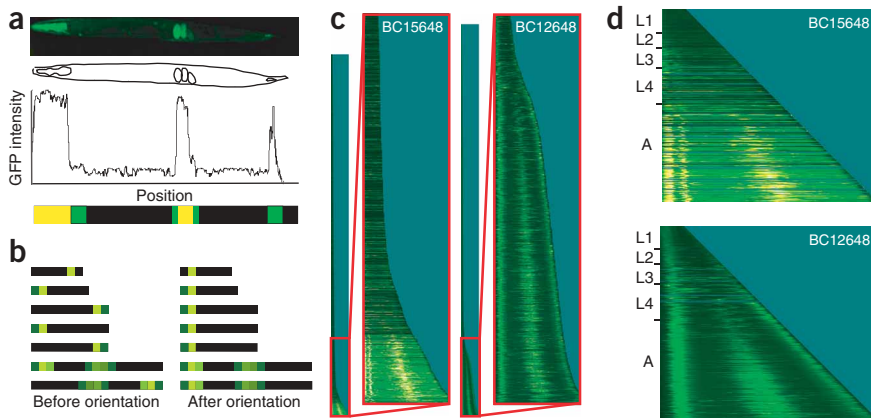 a
GFP intensity
Position
b
Before orientation
After orientation
c
BC15648
BC12648
d
BC15648
L1
L2
L3
L4
A
BC12648
L1
L2
L3
L4
A